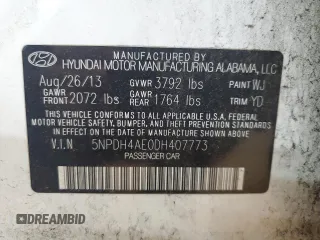 MANUFACTURED BY
HYUNDAI MOTOR MANUFACTURING ALABAMA, LLC
Aug/26/13 GVWR 3792 lbs PAINT WJ
GAWR FRONT 2072 lbs GAWR REAR 1764 lbs TRIM YD
THIS VEHICLE CONFORMS TO ALL APPLICABLE
U.S. FEDERAL MOTOR VEHICLE SAFETY, BUMPER, AND
THEFT PREVENTION STANDARDS IN EFFECT ON THE
DATE OF MANUFACTURE SHOWN ABOVE.
V.I.N 5NPDH4AE0DH407773
PASSENGER CAR
DREAMBID